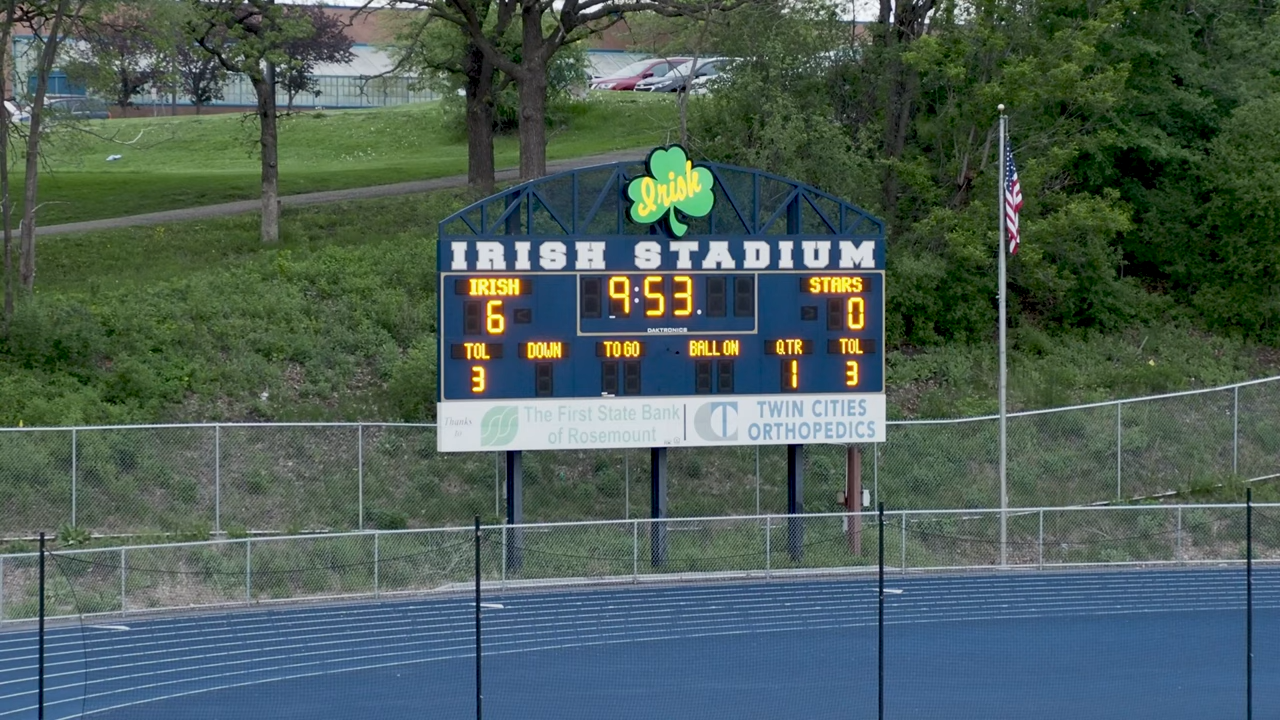 Irish
IRISH STADIUM
IRISH 9:53 STARS
6 0
DAKTRONICS
TOL DOWN TO GO BALL ON QTR TOL
3 1 3
Thanks to
The First State Bank
of Rosemount
TWIN CITIES
ORTHOPEDICS